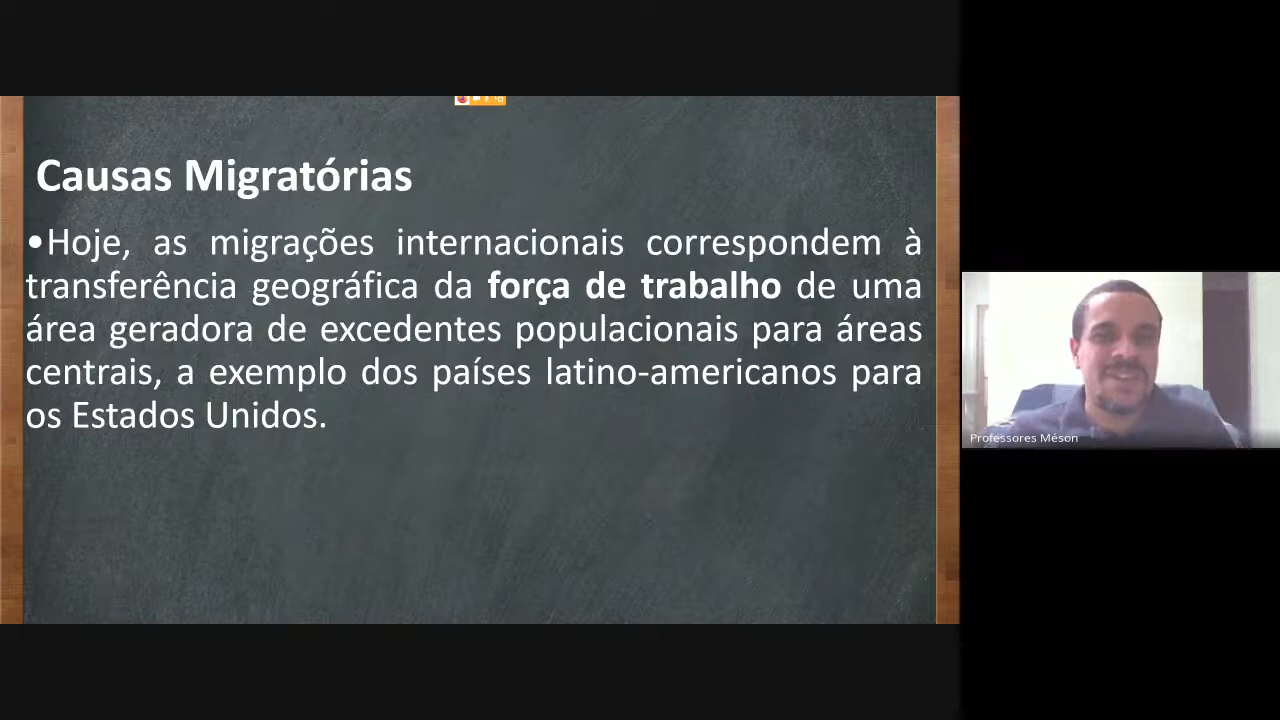 Causas Migratórias
•Hoje, as migrações internacionais correspondem à
transferência geográfica da força de trabalho de uma
área geradora de excedentes populacionais para áreas
centrais, a exemplo dos países latino-americanos para
os Estados Unidos.
Professores Méson